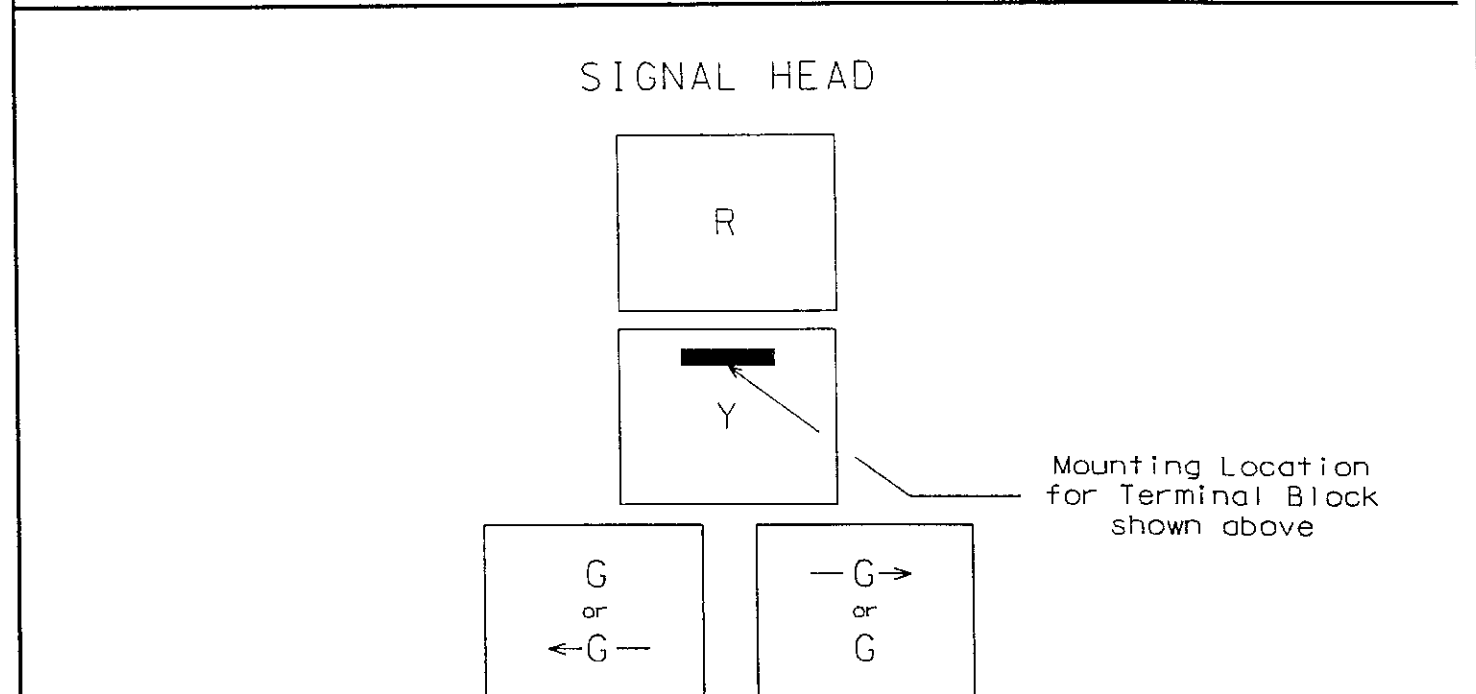 SIGNAL HEAD
R
Y
Mounting Location
for Terminal Block
shown above
G
or
←G—
—G→
or
G